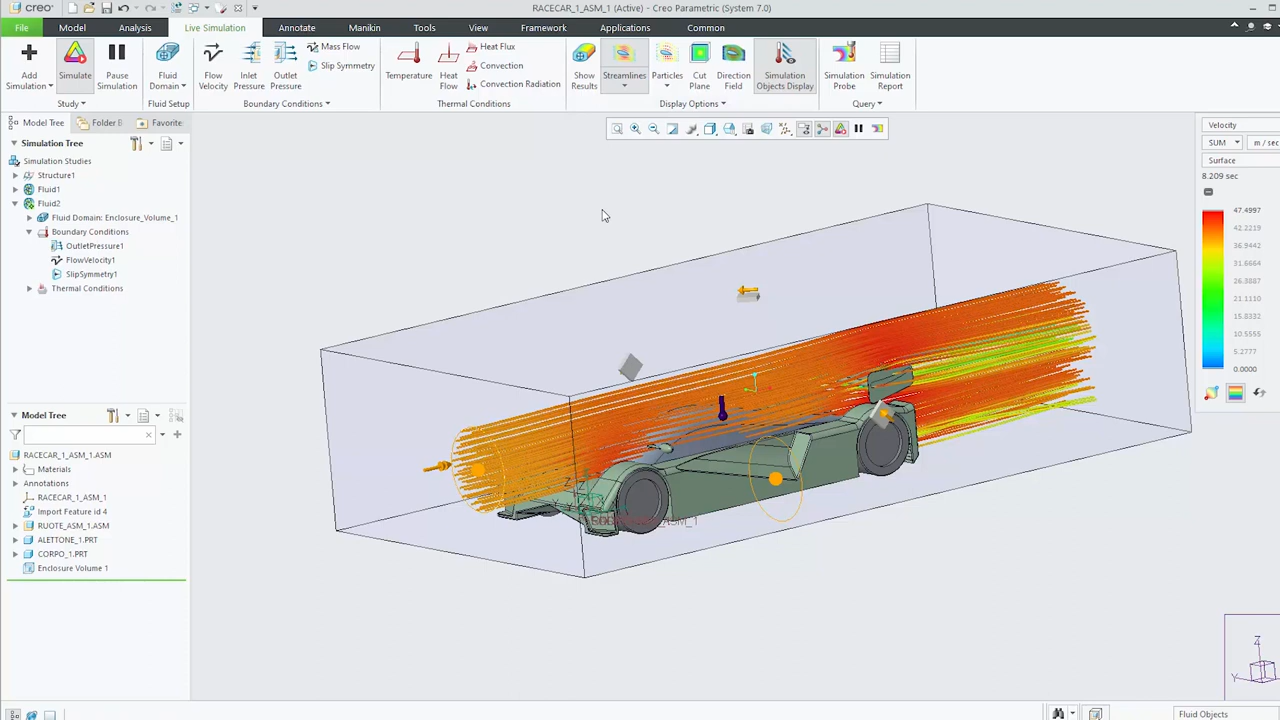 creo
RACECAR_1_ASM_1 (Active) - Creo Parametric (System 7.0)
File Model Analysis Live Simulation Annotate Manikin Tools View Framework Applications Common
Add Simulation
Simulate
Pause Simulation
Fluid Domain
Flow Velocity
Inlet Pressure
Outlet Pressure
Mass Flow
Slip Symmetry
Temperature
Heat Flow
Heat Flux
Convection
Convection Radiation
Show Results
Streamlines
Particles
Cut Plane
Direction Field
Simulation Objects Display
Simulation Probe
Simulation Report
Study Fluid Setup Boundary Conditions Thermal Conditions Display Options Query
Model Tree Folder B Favorite
Simulation Tree
Simulation Studies
Structure1
Fluid1
Fluid2
Fluid Domain: Enclosure_Volume_1
Boundary Conditions
OutletPressure1
FlowVelocity1
SlipSymmetry1
Thermal Conditions
Model Tree
RACECAR_1_ASM_1.ASM
Materials
Annotations
RACECAR_1_ASM_1
Import Feature id 4
RUOTE_ASM_1.ASM
ALETTONE_1.PRT
CORPO_1.PRT
Enclosure Volume 1
Velocity
SUM m / sec
Surface
8.209 sec
47.4997
42.2219
36.9442
31.6664
26.3887
21.1110
15.8332
10.5555
5.2777
0.0000
Z
Y
Fluid Objects